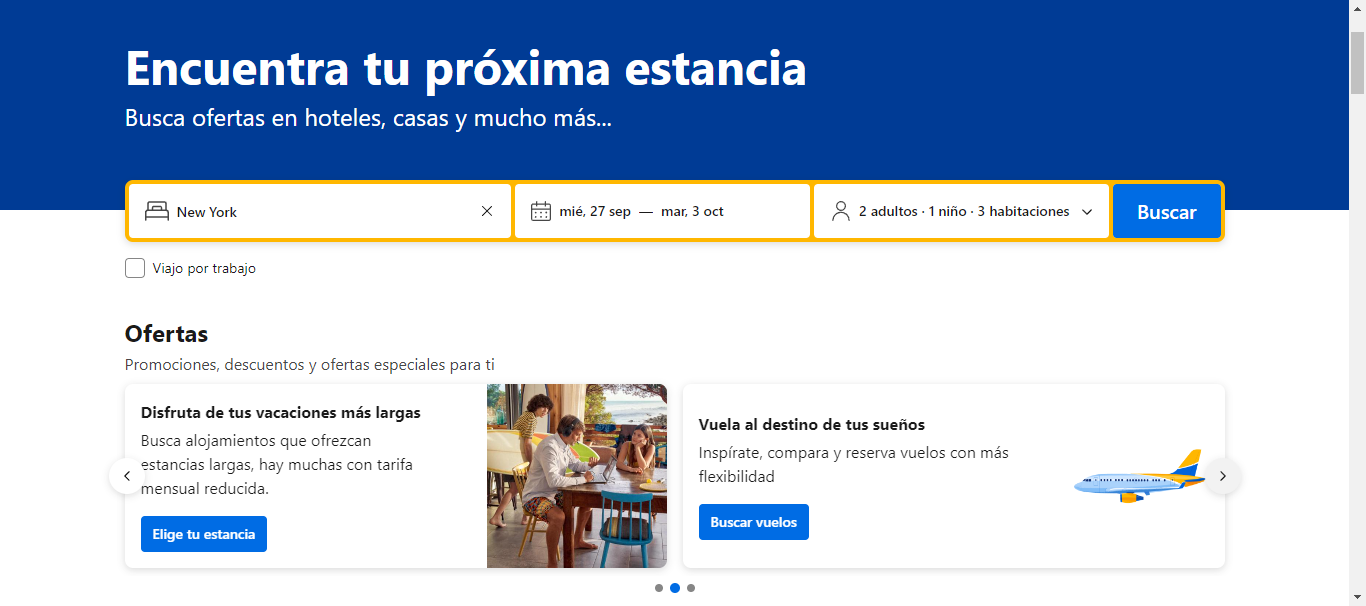 Encuentra tu próxima estancia
Busca ofertas en hoteles, casas y mucho más...
New York
mié, 27 sep — mar, 3 oct
2 adultos · 1 niño · 3 habitaciones
Buscar
Viajo por trabajo
Ofertas
Promociones, descuentos y ofertas especiales para ti
Disfruta de tus vacaciones más largas
Busca alojamientos que ofrezcan
estancias largas, hay muchas con tarifa
mensual reducida.
Elige tu estancia
Vuela al destino de tus sueños
Inspírate, compara y reserva vuelos con más
flexibilidad
Buscar vuelos